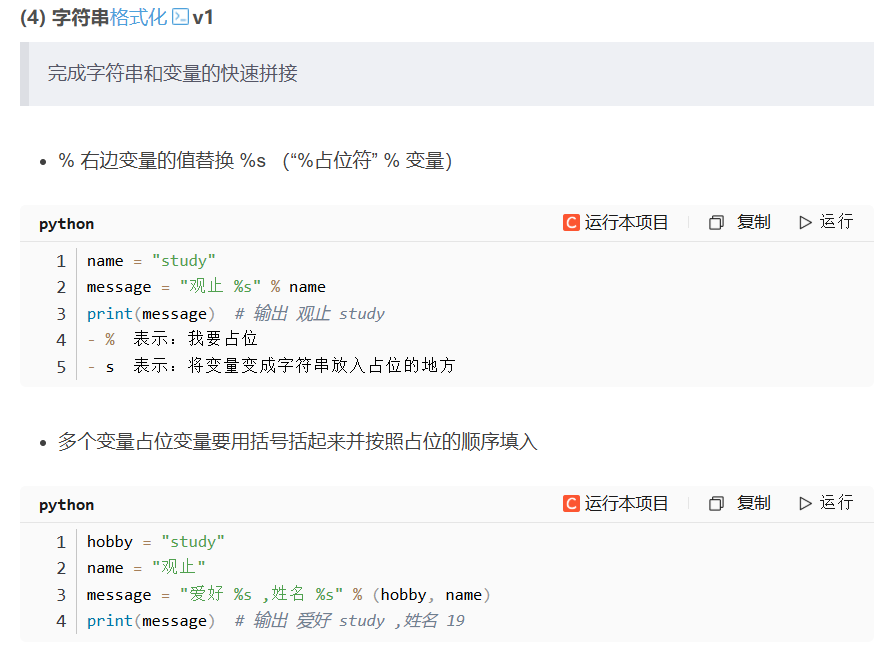 (4) 字符串格式化 v1
完成字符串和变量的快速拼接
• % 右边变量的值替换 %s （“%占位符” % 变量）
python
C 运行本项目 复制 运行
1 name = "study"
2 message = "观止 %s" % name
3 print(message)  # 输出 观止 study
4 - %  表示：我要占位
5 - s  表示：将变量变成字符串放入占位的地方
• 多个变量占位变量要用括号括起来并按照占位的顺序填入
python
C 运行本项目 复制 运行
1 hobby = "study"
2 name = "观止"
3 message = "爱好 %s ,姓名 %s" % (hobby, name)
4 print(message)  # 输出 爱好 study ,姓名 19